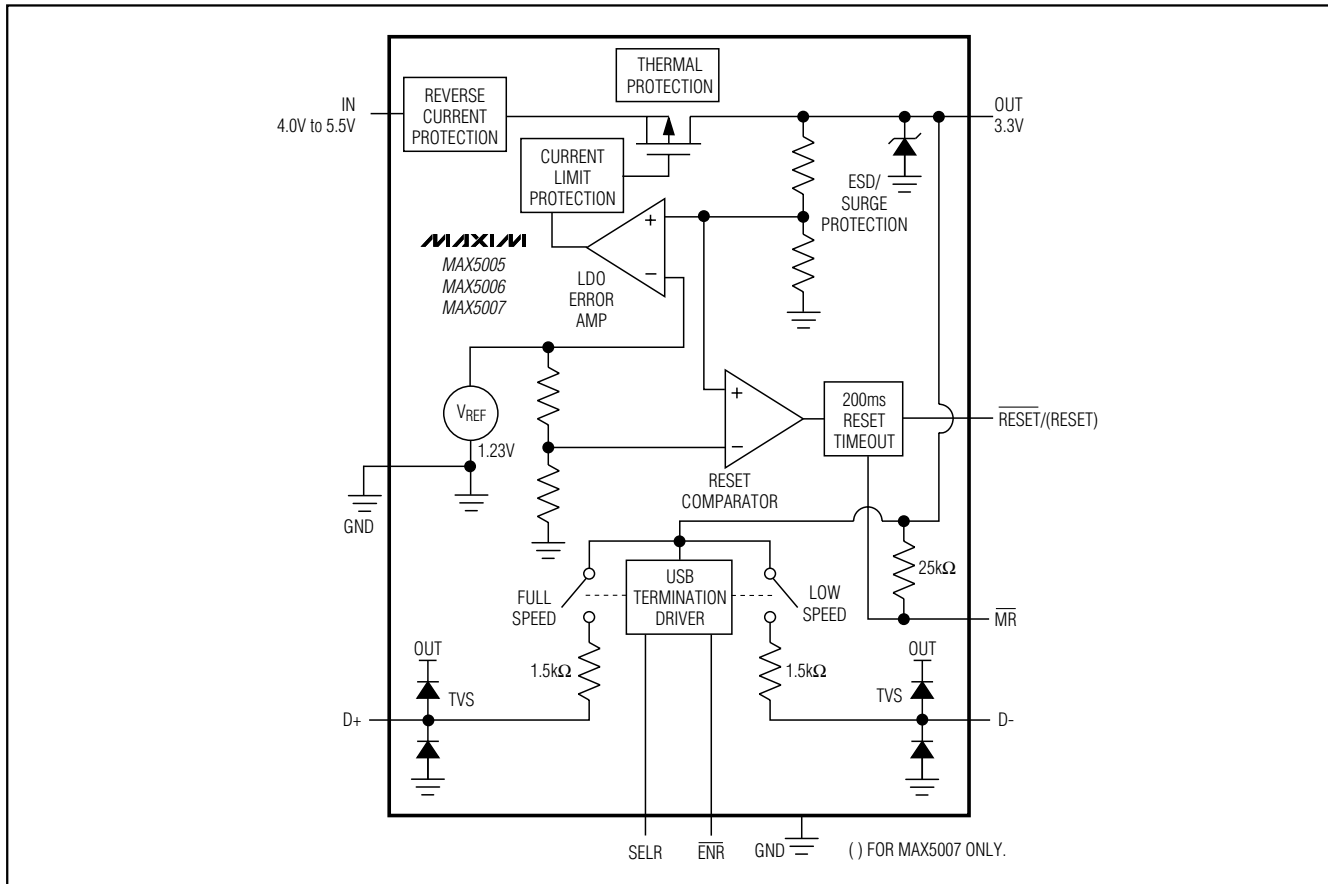 THERMAL
PROTECTION
IN
4.0V to 5.5V
REVERSE
CURRENT
PROTECTION
OUT
3.3V
CURRENT
LIMIT
PROTECTION
ESD/
SURGE
PROTECTION
+
−
MAXIM
MAX5005
MAX5006
MAX5007
LDO
ERROR
AMP
VREF
1.23V
+
−
200ms
RESET
TIMEOUT
RESET/(RESET)
RESET
COMPARATOR
GND
25kΩ
FULL
SPEED
USB
TERMINATION
DRIVER
LOW
SPEED
MR
OUT
TVS
1.5kΩ
1.5kΩ
OUT
TVS
D+
D-
SELR
ENR
GND
( ) FOR MAX5007 ONLY.